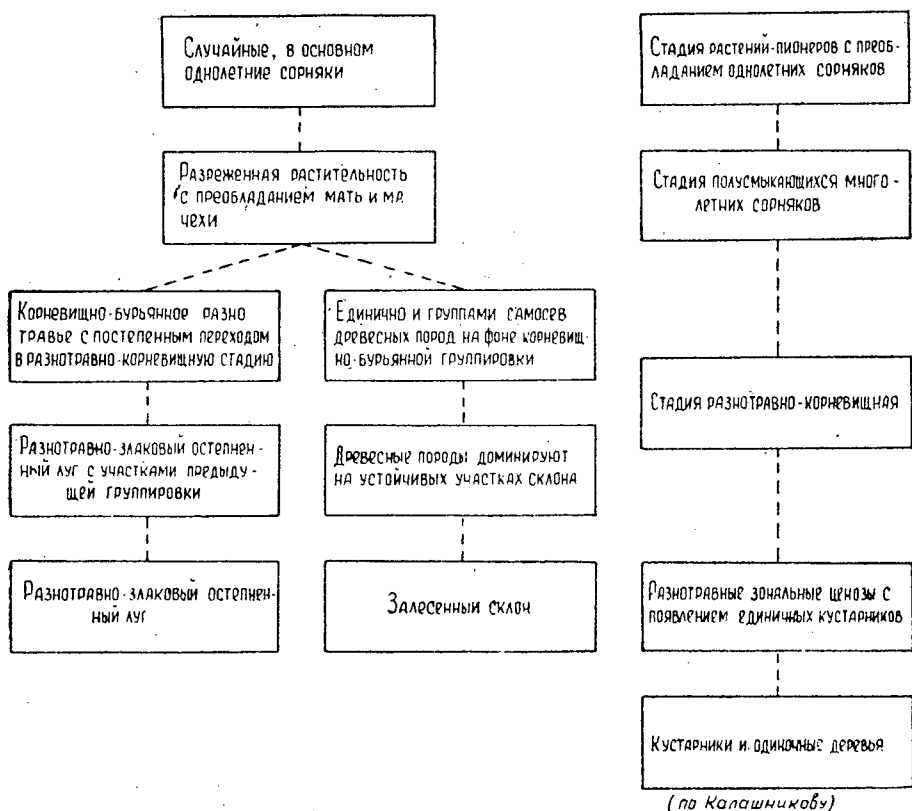 Случайные, в основном
однолетние сорняки
Разреженная растительность
с преобладанием мать и ма
чехи
Корневищно-бурьянное разно
травье с постепенным переходом
в разнотравно-корневищную стадию
Единично и группами самосев
древесных пород на фоне корневищ-
но-бурьянной группировки
Разнотравно-злаковый остепнен-
ный луг с участками предыду-
щей группировки
Древесные породы доминируют
на устойчивых участках склона
Разнотравно-злаковый остепнен-
ный луг
Залесенный склон
Стадия растений-пионеров с преоб-
ладанием однолетних сорняков
Стадия полусмыкающихся много-
летних сорняков
Стадия разнотравно-корневищная
Разнотравные зональные ценозы с
появлением единичных кустарников
Кустарники и одиночные деревья
(по Калашникову)